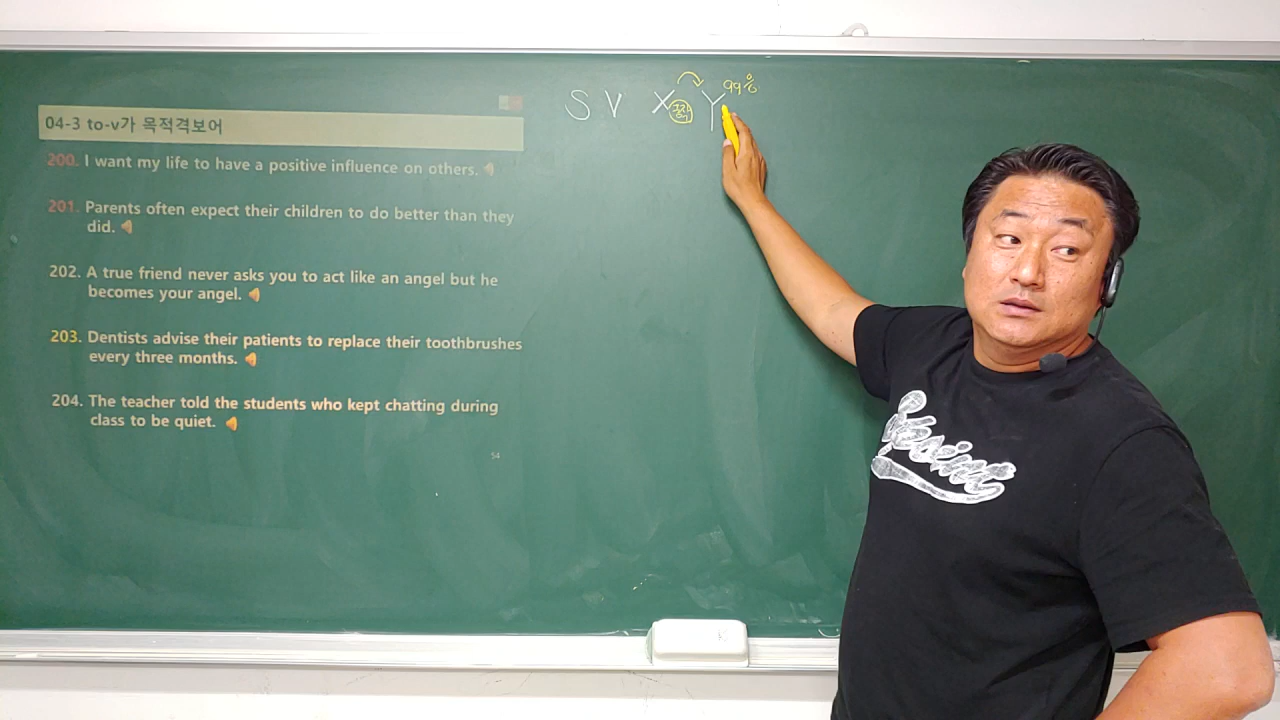 04-3 to-v가 목적격보어
200. I want my life to have a positive influence on others.
201. Parents often expect their children to do better than they
did.
202. A true friend never asks you to act like an angel but he
becomes your angel.
203. Dentists advise their patients to replace their toothbrushes
every three months.
204. The teacher told the students who kept chatting during
class to be quiet.
54
S V X Y 99%